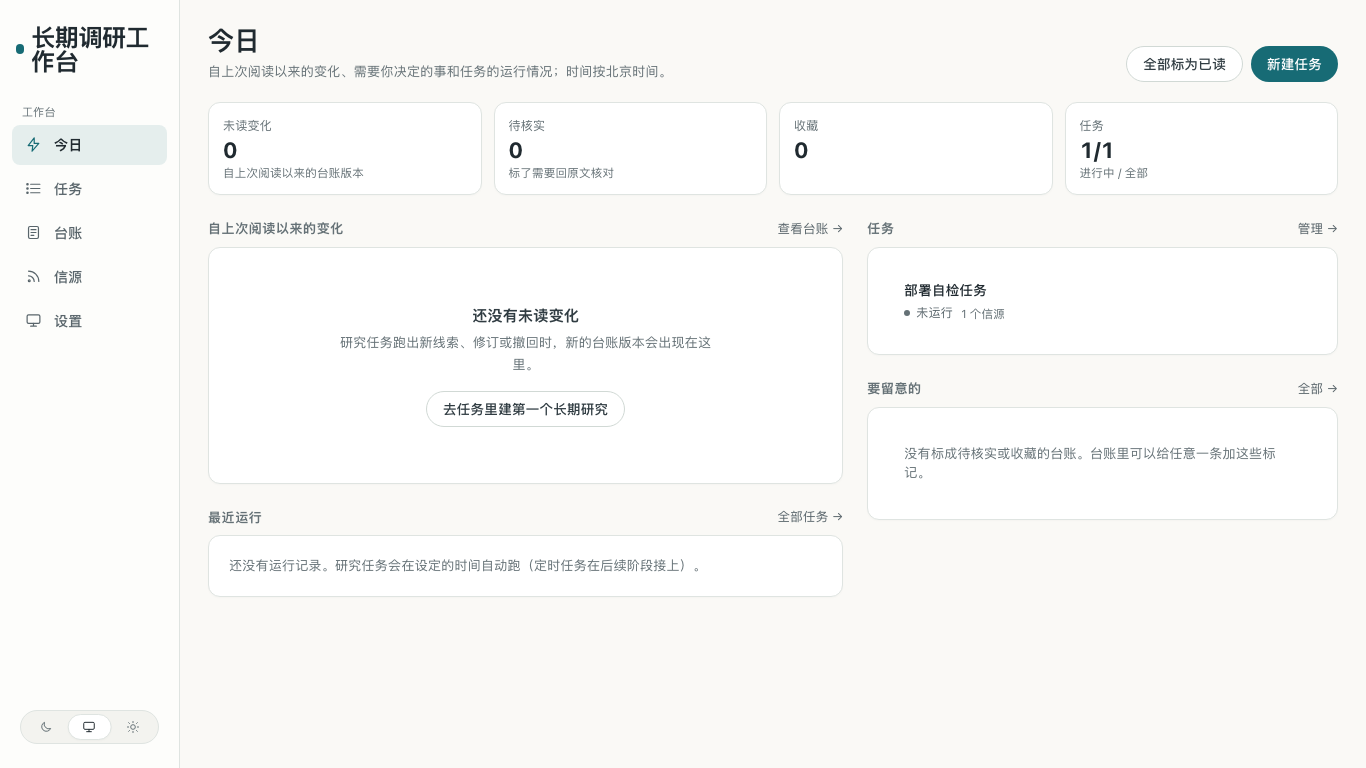 长期调研工
作台
工作台
今日
任务
台账
信源
设置
今日
自上次阅读以来的变化、需要你决定的事和任务的运行情况；时间按北京时间。
全部标为已读
新建任务
未读变化
0
自上次阅读以来的台账版本
待核实
0
标了需要回原文核对
收藏
0
任务
1/1
进行中 / 全部
自上次阅读以来的变化
查看台账 →
还没有未读变化
研究任务跑出新线索、修订或撤回时，新的台账版本会出现在这
里。
去任务里建第一个长期研究
最近运行
全部任务 →
还没有运行记录。研究任务会在设定的时间自动跑（定时任务在后续阶段接上）。
任务
管理 →
部署自检任务
未运行 1 个信源
要留意的
全部 →
没有标成待核实或收藏的台账。台账里可以给任意一条加这些标
记。